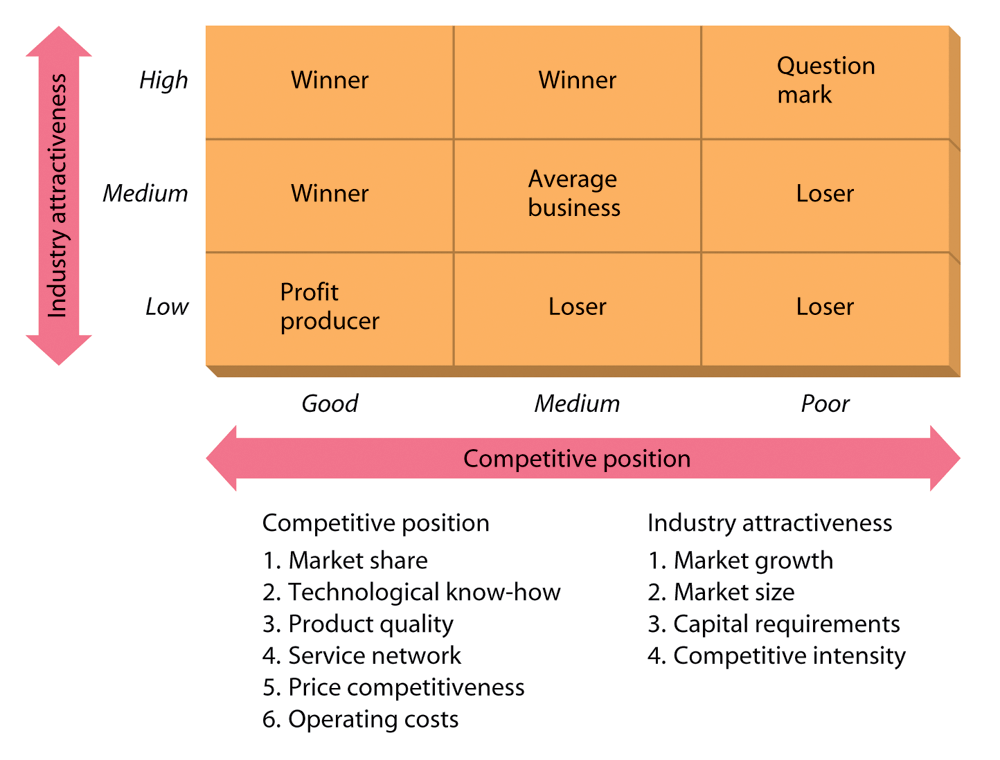 Industry attractiveness
High
Winner
Winner
Question
mark
Medium
Winner
Average
business
Loser
Low
Profit
producer
Loser
Loser
Good
Medium
Poor
Competitive position
Competitive position
1. Market share
2. Technological know-how
3. Product quality
4. Service network
5. Price competitiveness
6. Operating costs
Industry attractiveness
1. Market growth
2. Market size
3. Capital requirements
4. Competitive intensity